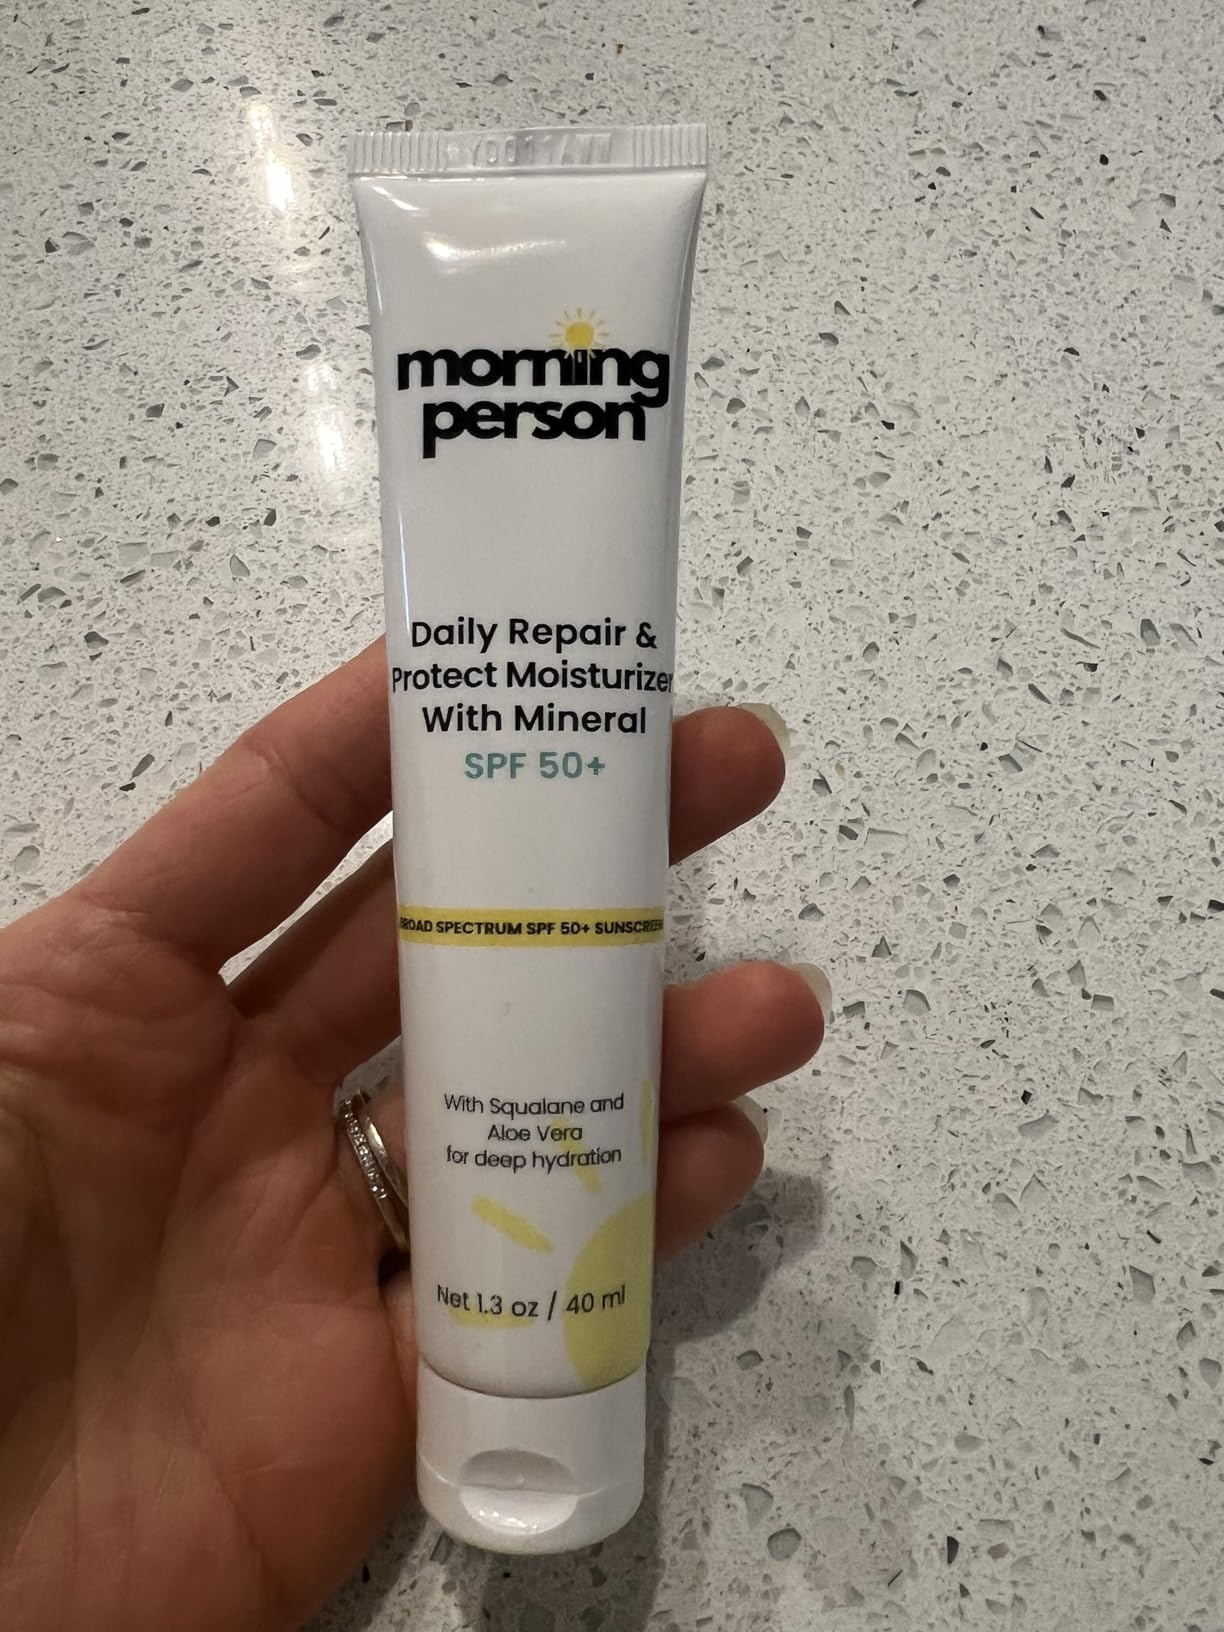 morning
person
Daily Repair &
Protect Moisturizer
With Mineral
SPF 50+
BROAD SPECTRUM SPF 50+ SUNSCREEN
With Squalane and
Aloe Vera
for deep hydration
Net 1.3 oz / 40 ml